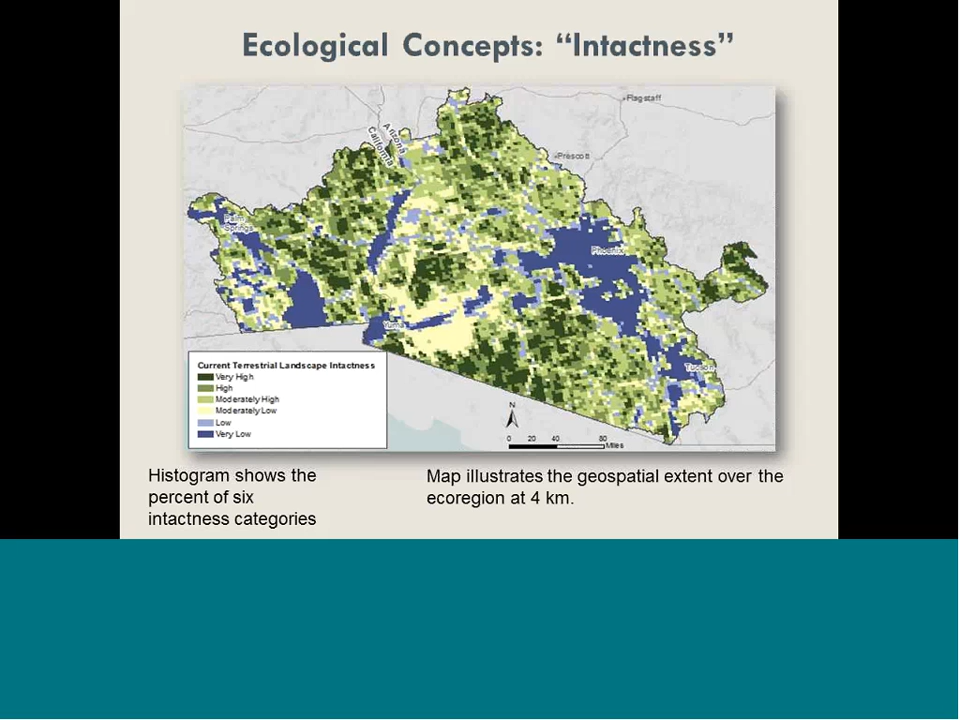 Ecological Concepts: “Intactness”
Flagstaff
Arizona
California
Prescott
Palm
Springs
Phoenix
Yuma
Tucson
Current Terrestrial Landscape Intactness
Very High
High
Moderately High
Moderately Low
Low
Very Low
N
0 20 40 80
Miles
Histogram shows the
percent of six
intactness categories
Map illustrates the geospatial extent over the
ecoregion at 4 km.